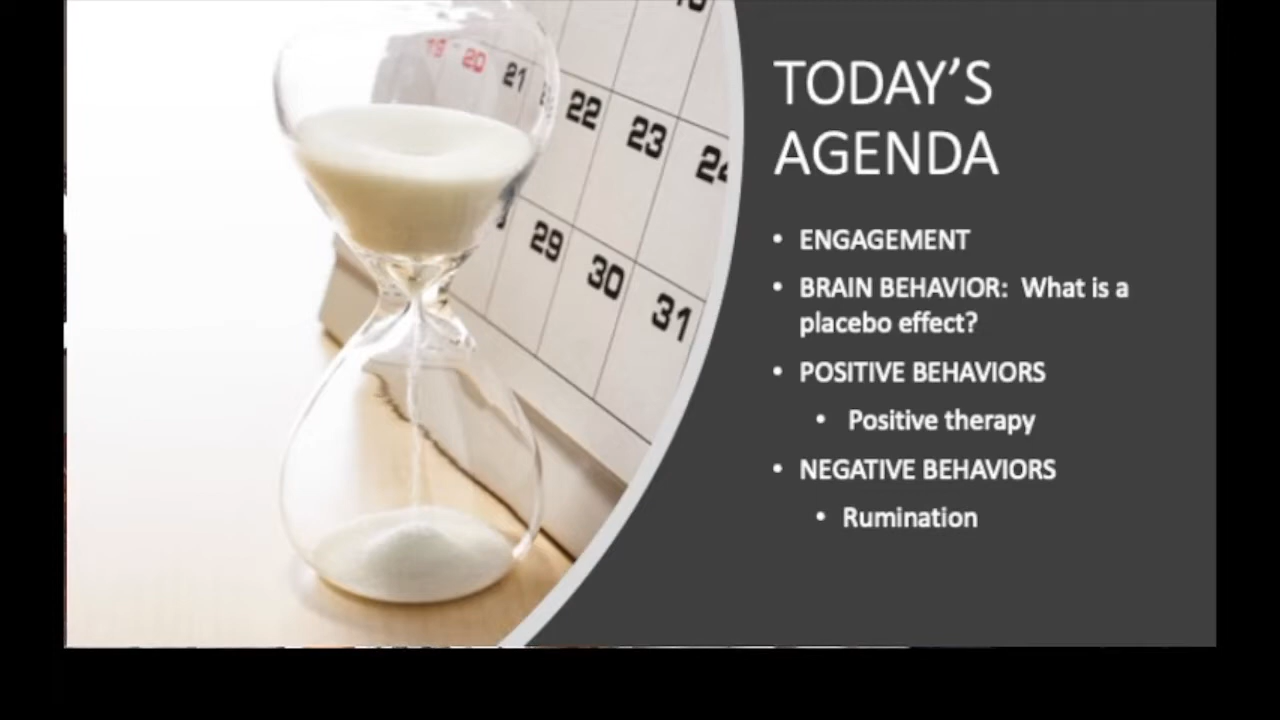 19 20 21 22 23 24
29 30 31
TODAY'S
AGENDA
• ENGAGEMENT
• BRAIN BEHAVIOR: What is a
placebo effect?
• POSITIVE BEHAVIORS
• Positive therapy
• NEGATIVE BEHAVIORS
• Rumination